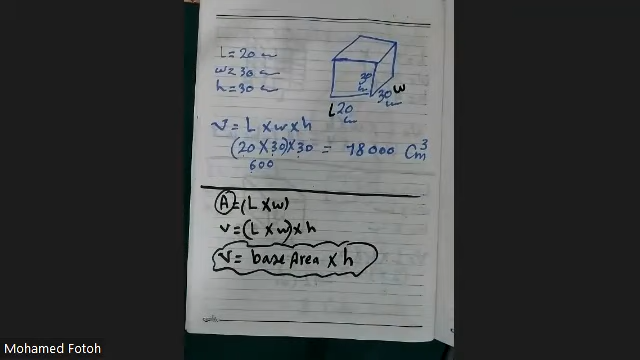 L = 20 cm
w = 30 cm
h = 30 cm
30
cm
30 W
cm
L 20
cm
V = L x w x h
(20 x 30) x 30 = 18000 Cm³
600
A = (L x w)
V = (L x w) x h
V = base Area x h
Mohamed Fotoh